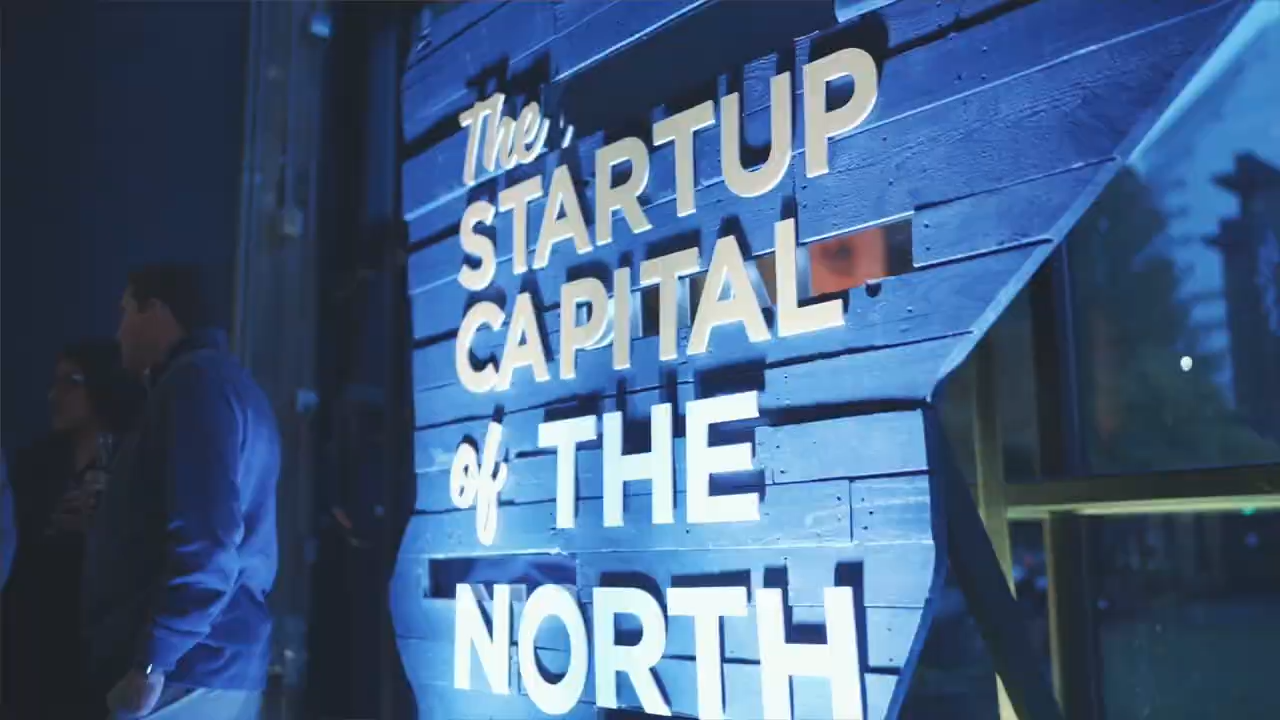 The
STARTUP
CAPITAL
of THE
NORTH